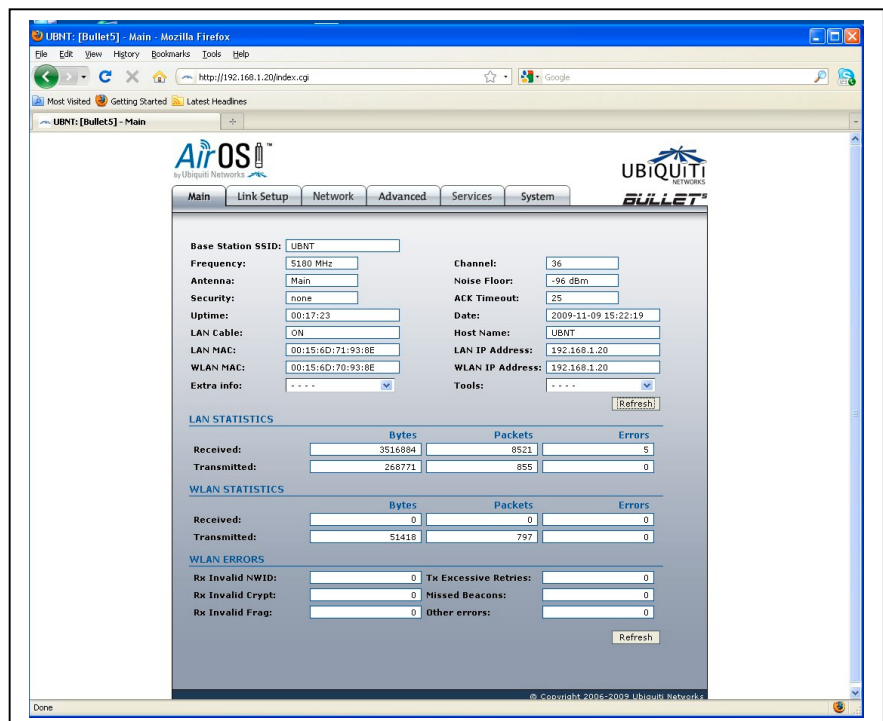 UBNT: [Bullet5] - Main - Mozilla Firefox
File Edit View History Bookmarks Tools Help
http://192.168.1.20/index.cgi
Google
Most Visited Getting Started Latest Headlines
UBNT: [Bullet5] - Main
AirOS™
by Ubiquiti Networks
UBIQUITI
NETWORKS
Main Link Setup Network Advanced Services System
BULLET5
Base Station SSID: UBNT
Frequency: 5180 MHz Channel: 36
Antenna: Main Noise Floor: -96 dBm
Security: none ACK Timeout: 25
Uptime: 00:17:23 Date: 2009-11-09 15:22:19
LAN Cable: ON Host Name: UBNT
LAN MAC: 00:15:6D:71:93:8E LAN IP Address: 192.168.1.20
WLAN MAC: 00:15:6D:70:93:8E WLAN IP Address: 192.168.1.20
Extra info: - - - - Tools: - - - -
Refresh
LAN STATISTICS
Bytes Packets Errors
Received: 3516884 8521 5
Transmitted: 268771 855 0
WLAN STATISTICS
Bytes Packets Errors
Received: 0 0 0
Transmitted: 51418 797 0
WLAN ERRORS
Rx Invalid NWID: 0 Tx Excessive Retries: 0
Rx Invalid Crypt: 0 Missed Beacons: 0
Rx Invalid Frag: 0 Other errors: 0
Refresh
© Copyright 2006-2009 Ubiquiti Networks
Done